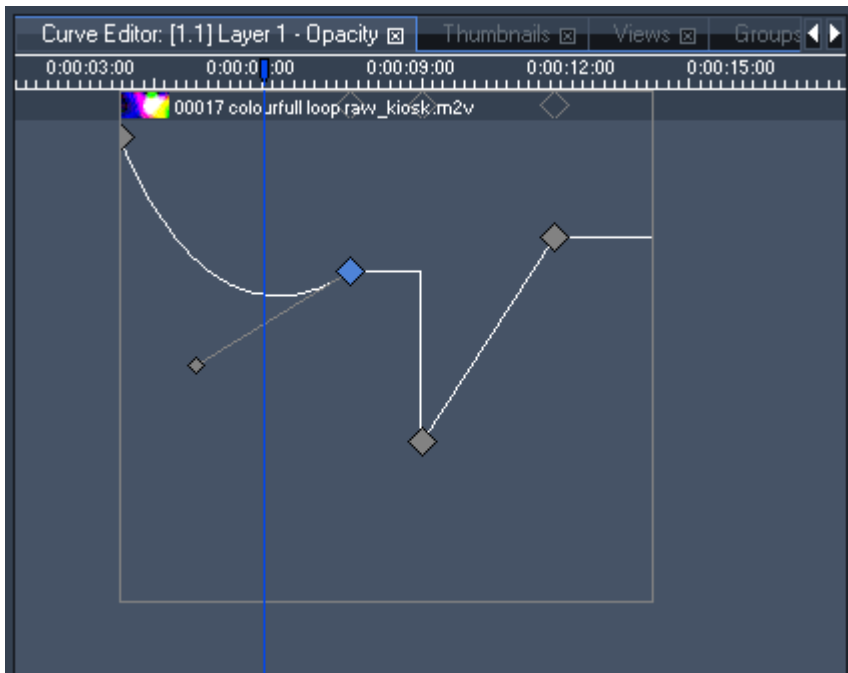 Curve Editor: [1.1] Layer 1 - Opacity Thumbnails Views Groups
0:00:03:00 0:00:09:00 0:00:12:00 0:00:15:00
00017 colourfull loop raw_kiosk.m2v